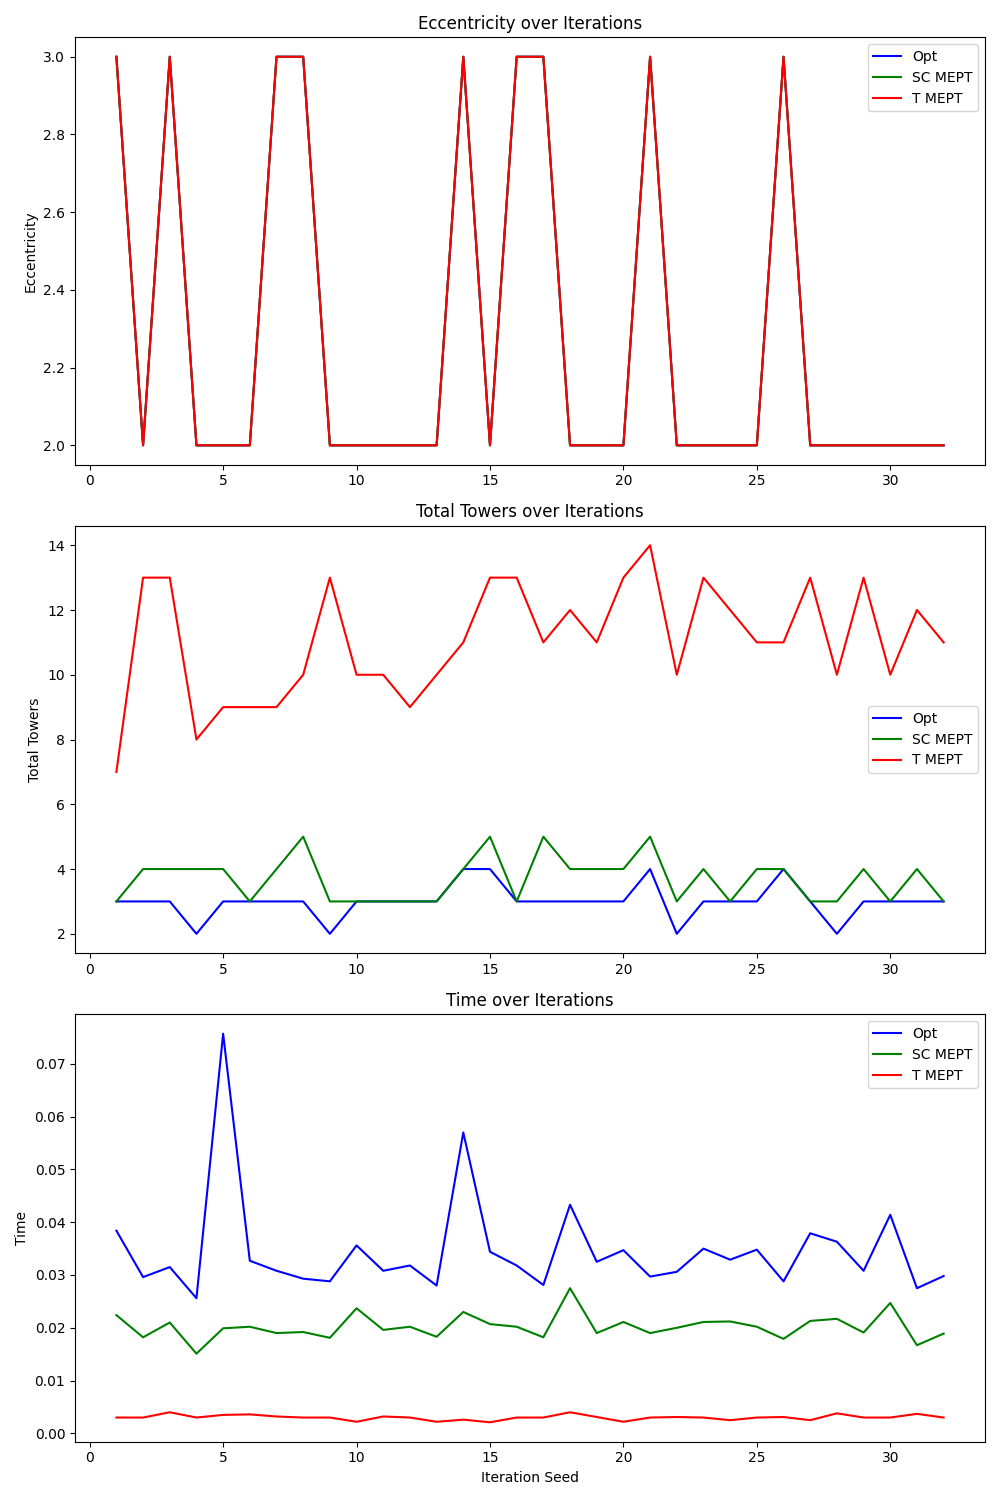 Eccentricity over Iterations
3.0
2.8
2.6
2.4
2.2
2.0
Eccentricity
Opt
SC MEPT
T MEPT
0 5 10 15 20 25 30
Total Towers over Iterations
14
12
10
8
6
4
2
Total Towers
Opt
SC MEPT
T MEPT
0 5 10 15 20 25 30
Time over Iterations
0.07
0.06
0.05
0.04
0.03
0.02
0.01
0.00
Time
Opt
SC MEPT
T MEPT
0 5 10 15 20 25 30
Iteration Seed